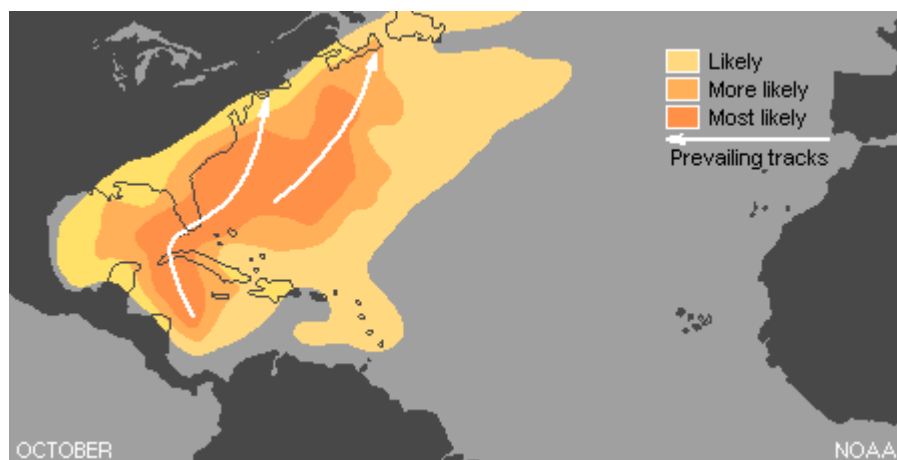 Likely
More likely
Most likely
Prevailing tracks
OCTOBER
NOAA